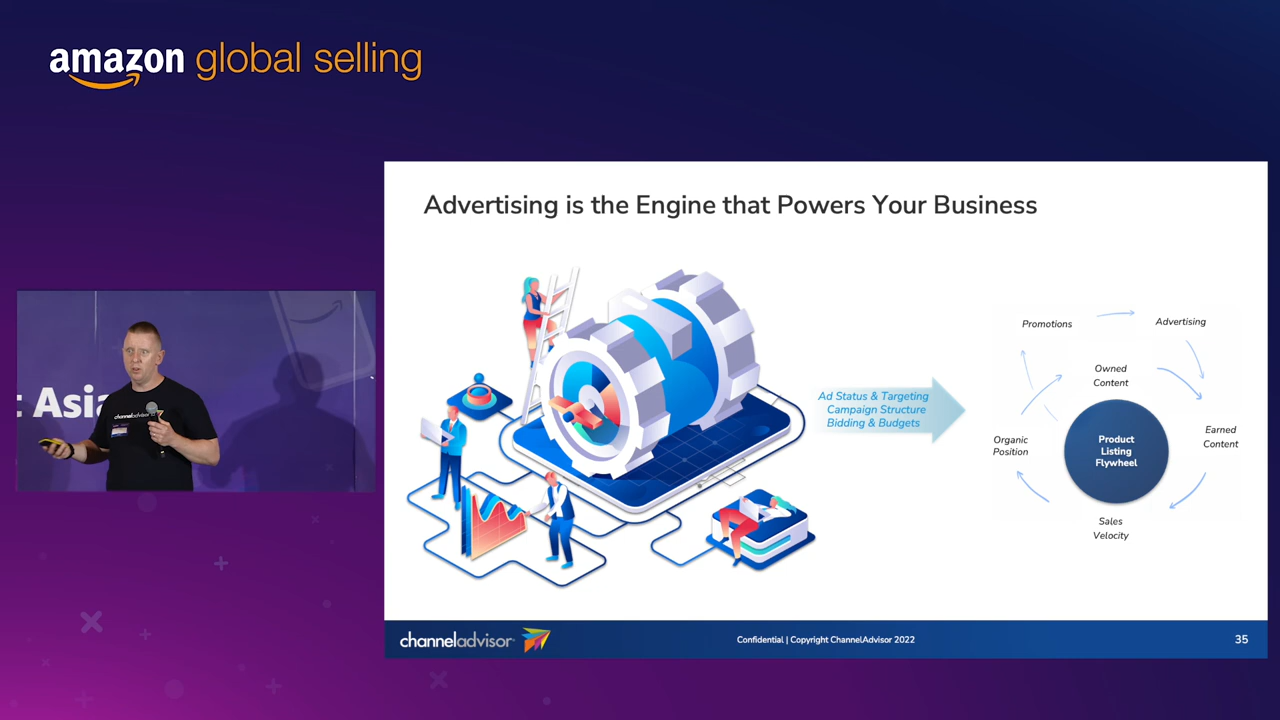 amazon global selling
Advertising is the Engine that Powers Your Business
Ad Status & Targeting
Campaign Structure
Bidding & Budgets
Promotions
Advertising
Owned
Content
Earned
Content
Sales
Velocity
Organic
Position
Product
Listing
Flywheel
Asia
channeladvisor
channeladvisor
Confidential | Copyright ChannelAdvisor 2022
35